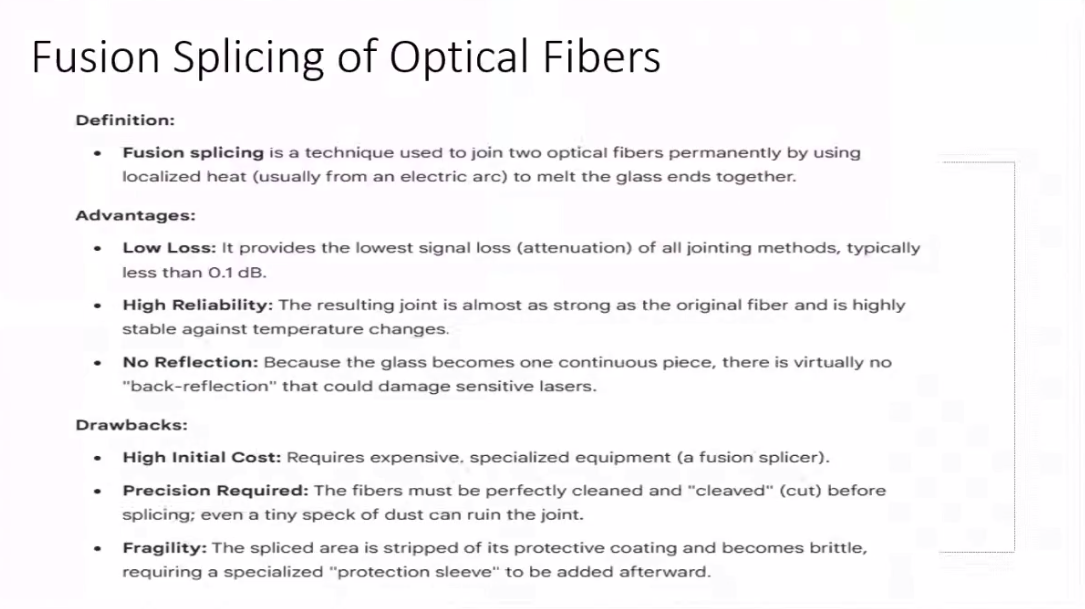 Fusion Splicing of Optical Fibers
Definition:
• Fusion splicing is a technique used to join two optical fibers permanently by using
localized heat (usually from an electric arc) to melt the glass ends together.
Advantages:
• Low Loss: It provides the lowest signal loss (attenuation) of all jointing methods, typically
less than 0.1 dB.
• High Reliability: The resulting joint is almost as strong as the original fiber and is highly
stable against temperature changes.
• No Reflection: Because the glass becomes one continuous piece, there is virtually no
"back-reflection" that could damage sensitive lasers.
Drawbacks:
• High Initial Cost: Requires expensive, specialized equipment (a fusion splicer).
• Precision Required: The fibers must be perfectly cleaned and "cleaved" (cut) before
splicing; even a tiny speck of dust can ruin the joint.
• Fragility: The spliced area is stripped of its protective coating and becomes brittle,
requiring a specialized "protection sleeve" to be added afterward.